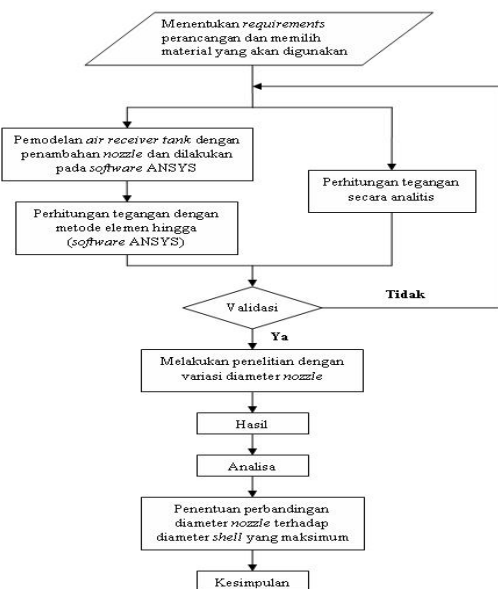 Menentukan requirements
perancangan dan memilih
material yang akan digunakan
Pemodelan air receiver tank dengan
penambahan nozzle dan dilakukan
pada software ANSYS
Perhitungan tegangan
secara analitis
Perhitungan tegangan dengan
metode elemen hingga
(software ANSYS)
Validasi
Tidak
Ya
Melakukan penelitian dengan
variasi diameter nozzle
Hasil
Analisa
Penentuan perbandingan
diameter nozzle terhadap
diameter shell yang maksimum
Kesimpulan